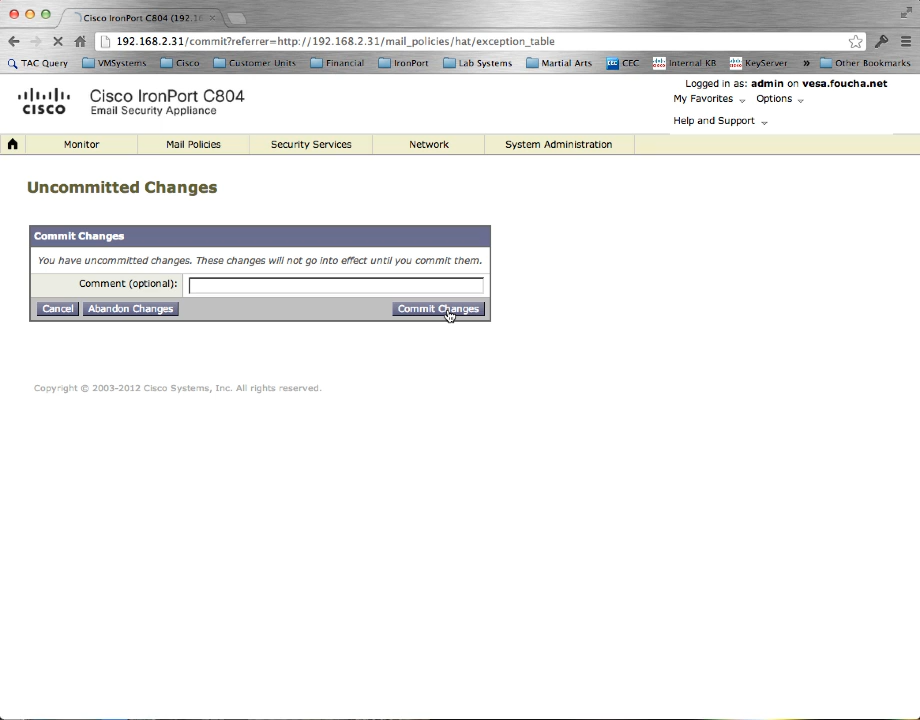 Cisco IronPort C804 (192.16
192.168.2.31/commit?referrer=http://192.168.2.31/mail_policies/hat/exception_table
TAC Query VMSystems Cisco Customer Units Financial IronPort Lab Systems Martial Arts CEC Internal KB KeyServer » Other Bookmarks
Logged in as: admin on vesa.foucha.net
My Favorites Options
Help and Support
CISCO
Cisco IronPort C804
Email Security Appliance
Monitor Mail Policies Security Services Network System Administration
Uncommitted Changes
Commit Changes
You have uncommitted changes. These changes will not go into effect until you commit them.
Comment (optional):
Cancel Abandon Changes Commit Changes
Copyright © 2003-2012 Cisco Systems, Inc. All rights reserved.